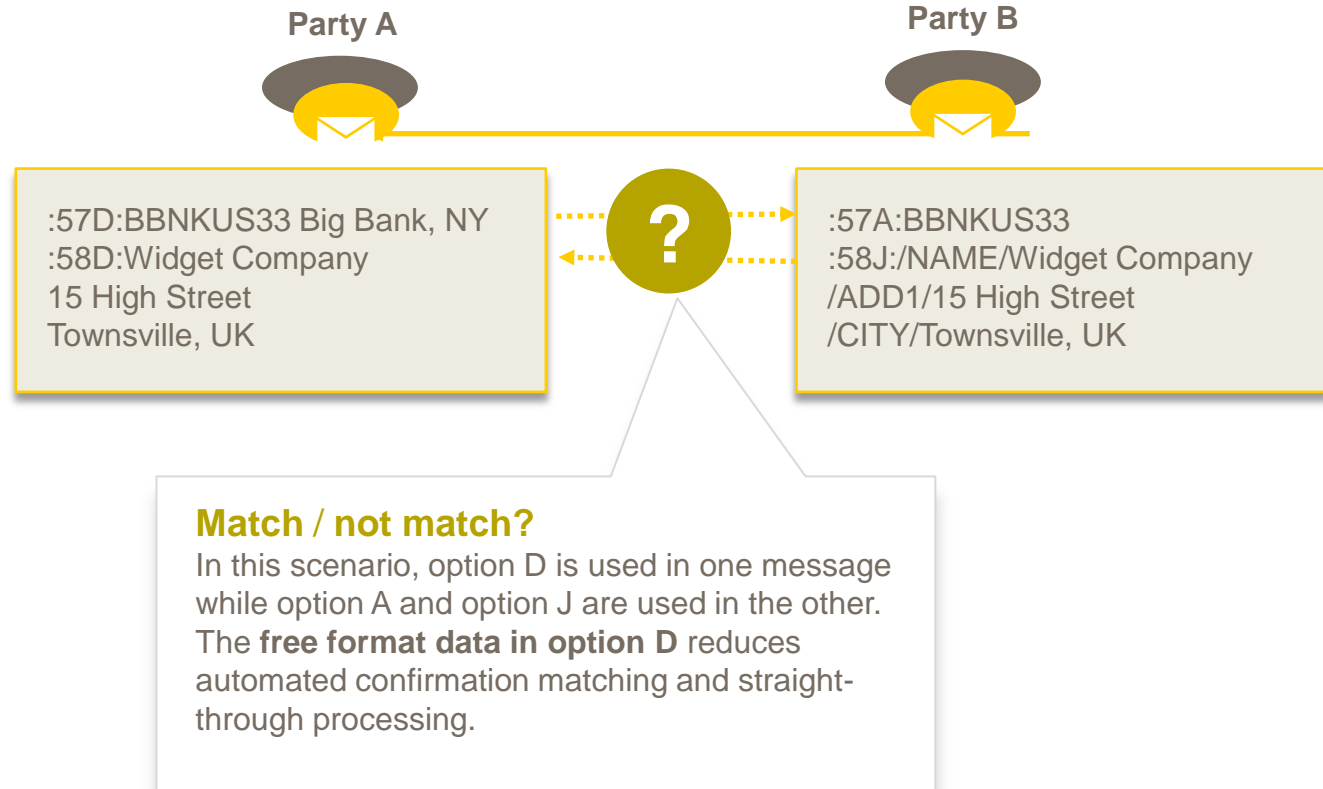 Party A
Party B
:57D:BBNKUS33 Big Bank, NY
:58D:Widget Company
15 High Street
Townsville, UK
?
:57A:BBNKUS33
:58J:/NAME/Widget Company
/ADD1/15 High Street
/CITY/Townsville, UK
Match / not match?
In this scenario, option D is used in one message
while option A and option J are used in the other.
The free format data in option D reduces
automated confirmation matching and straight-
through processing.